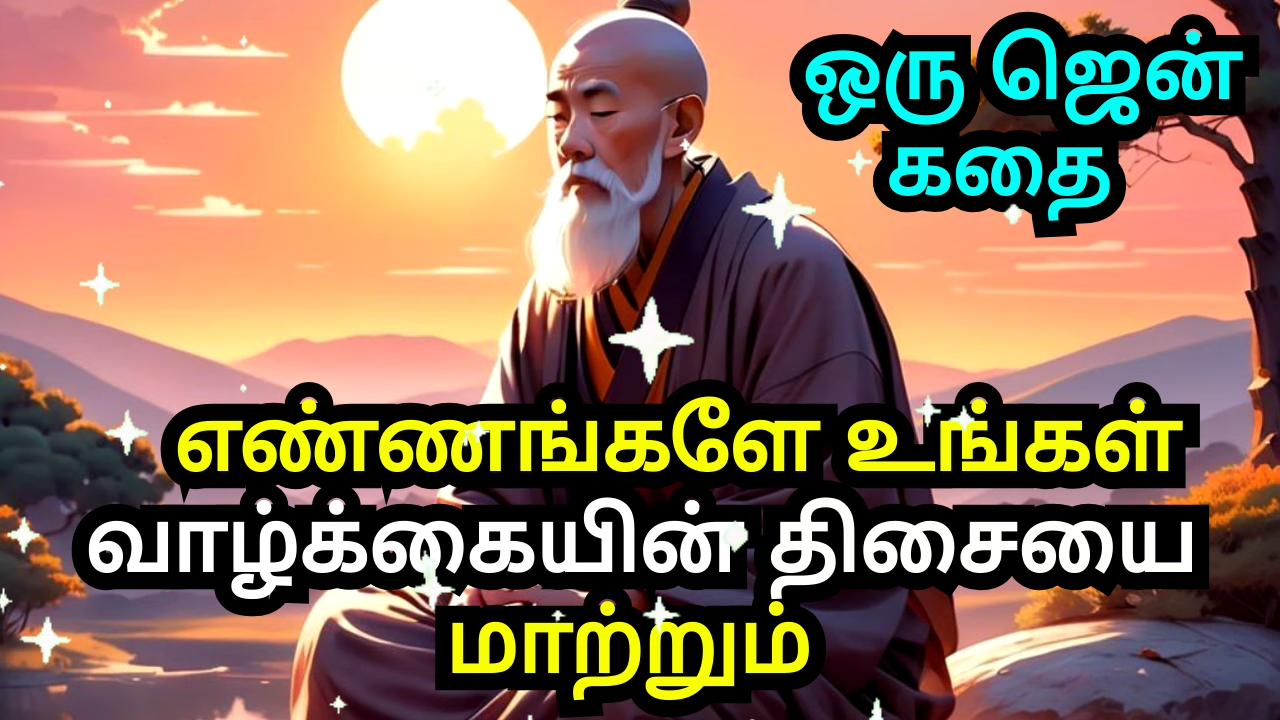 ஒரு ஜென்
கதை
எண்ணங்களே உங்கள்
வாழ்க்கையின் திசையை
மாற்றும்